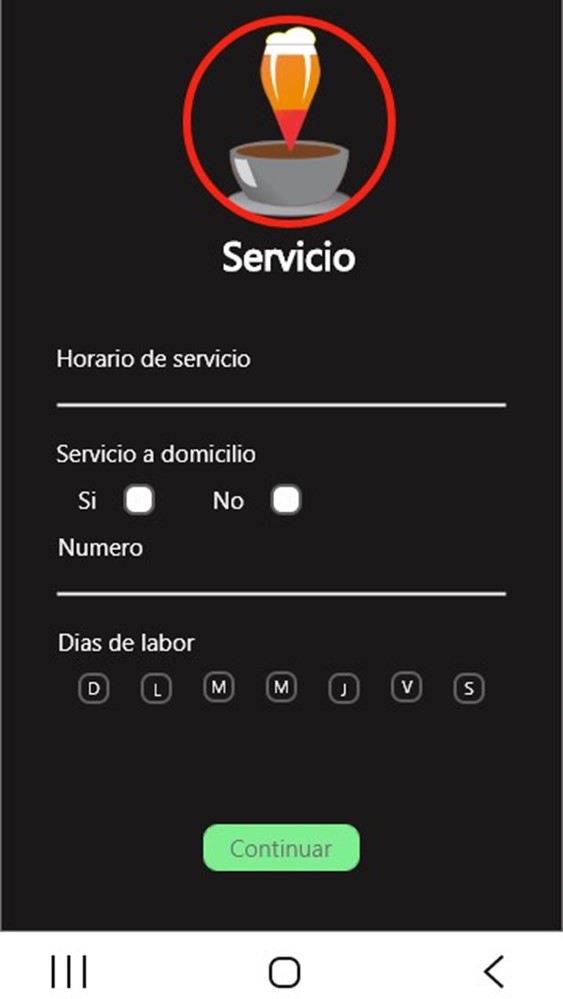 Servicio
Horario de servicio
Servicio a domicilio
Si No
Numero
Dias de labor
D L M M J V S
Continuar